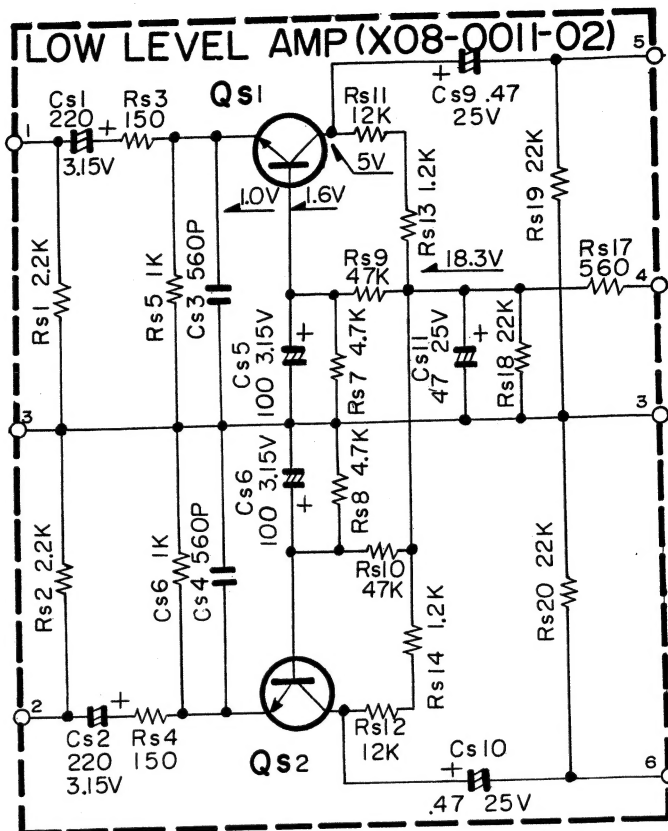 LOW LEVEL AMP (X08-0011-02)
5
Cs1
220
3.15V
+
Rs3
150
Qs1
Rs11
12K
+
Cs9 .47
25V
1
5V
1.0V
1.6V
Rs13 1.2K
Rs19 22K
Rs1 2.2K
Rs5 1K
Cs3 560P
Rs9
47K
18.3V
Rs17
560
4
Cs5
100 3.15V
+
Rs7 4.7K
Cs11
47 25V
+
Rs18 22K
3
3
Rs2 2.2K
Cs6 1K
Cs4 560P
Cs6
100 3.15V
+
Rs8 4.7K
Rs10
47K
Rs20 22K
Rs14 1.2K
2
+
Cs2
220
3.15V
Rs4
150
Qs2
Rs12
12K
+
Cs10
.47 25V
6